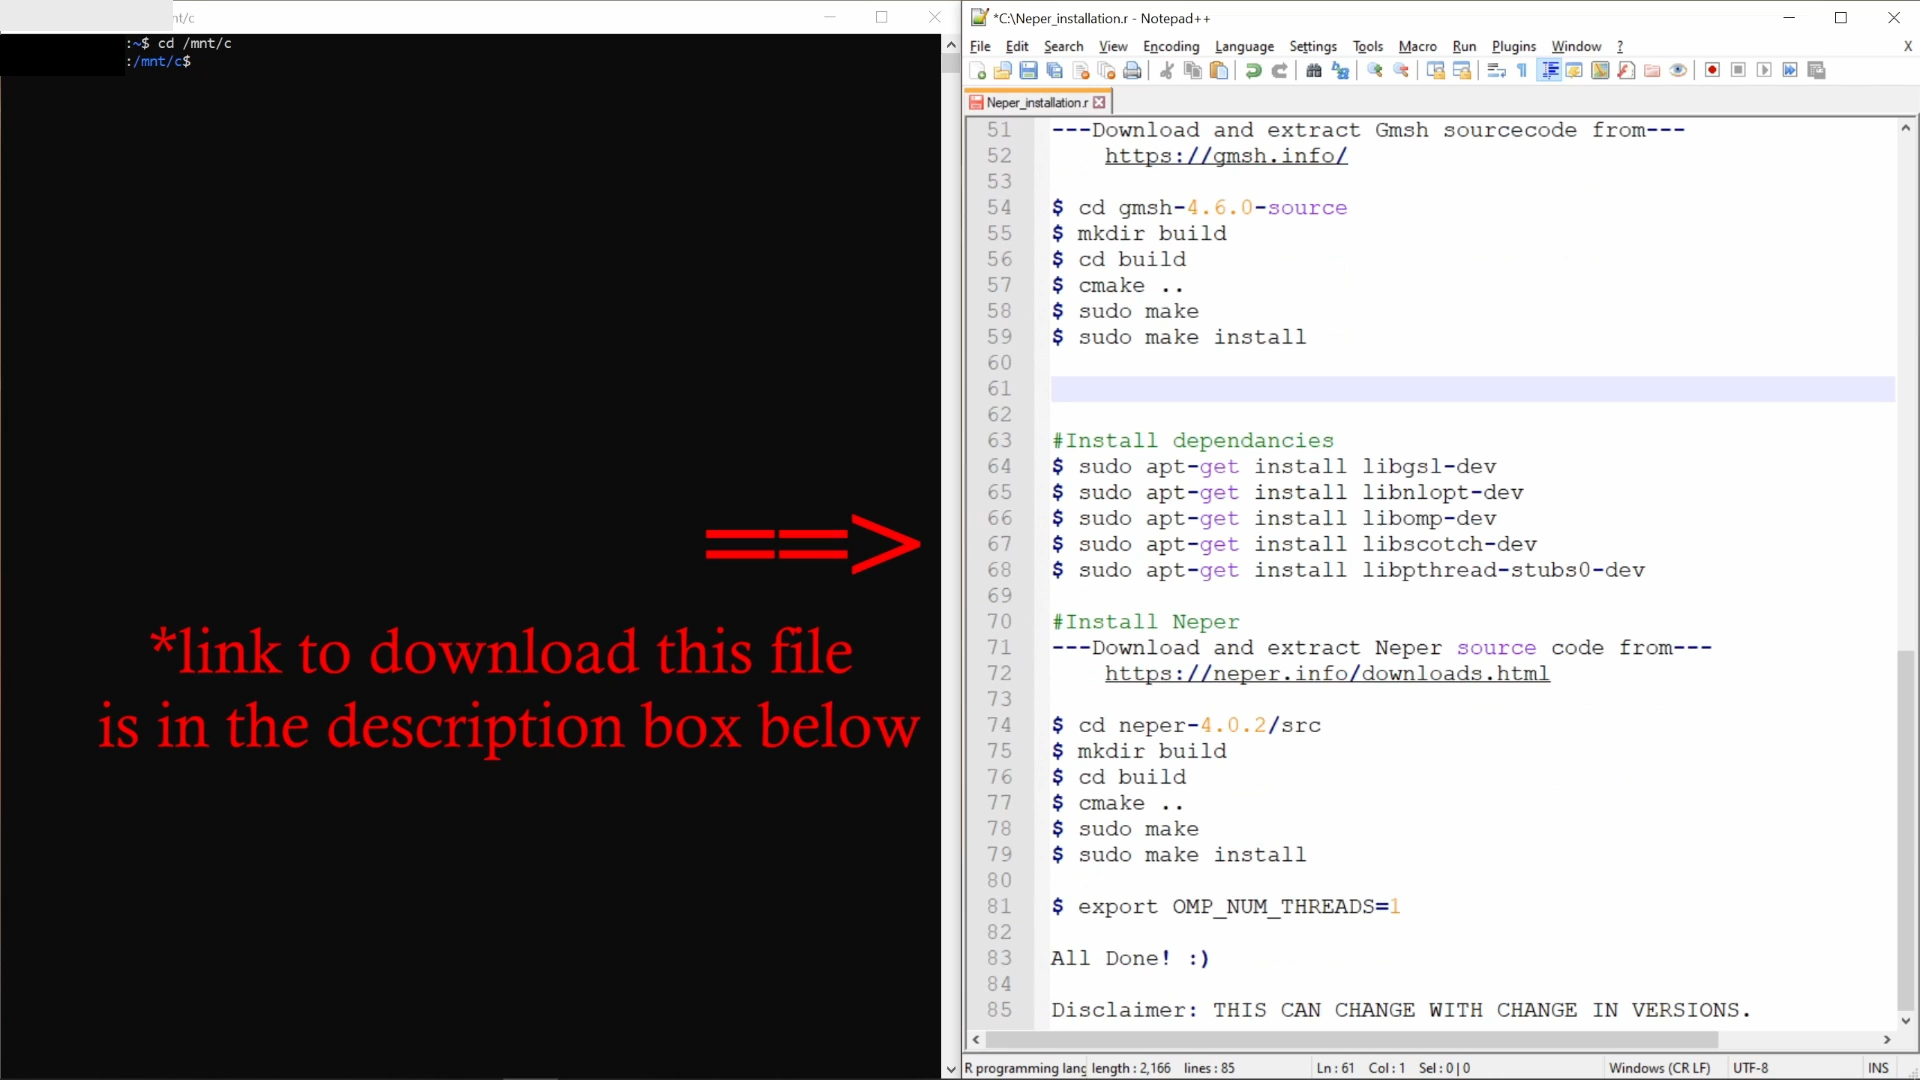 nt/c
:~$ cd /mnt/c
:/mnt/c$
==>
*link to download this file
is in the description box below
*C:\Neper_installation.r - Notepad++
File Edit Search View Encoding Language Settings Tools Macro Run Plugins Window ? X
Neper_installation.r
51 ---Download and extract Gmsh sourcecode from---
52 https://gmsh.info/
53
54 $ cd gmsh-4.6.0-source
55 $ mkdir build
56 $ cd build
57 $ cmake ..
58 $ sudo make
59 $ sudo make install
60
61
62
63 #Install dependancies
64 $ sudo apt-get install libgsl-dev
65 $ sudo apt-get install libnlopt-dev
66 $ sudo apt-get install libomp-dev
67 $ sudo apt-get install libscotch-dev
68 $ sudo apt-get install libpthread-stubs0-dev
69
70 #Install Neper
71 ---Download and extract Neper source code from---
72 https://neper.info/downloads.html
73
74 $ cd neper-4.0.2/src
75 $ mkdir build
76 $ cd build
77 $ cmake ..
78 $ sudo make
79 $ sudo make install
80
81 $ export OMP_NUM_THREADS=1
82
83 All Done! :)
84
85 Disclaimer: THIS CAN CHANGE WITH CHANGE IN VERSIONS.
R programming lang length : 2,166 lines : 85 Ln : 61 Col : 1 Sel : 0 | 0 Windows (CR LF) UTF-8 INS